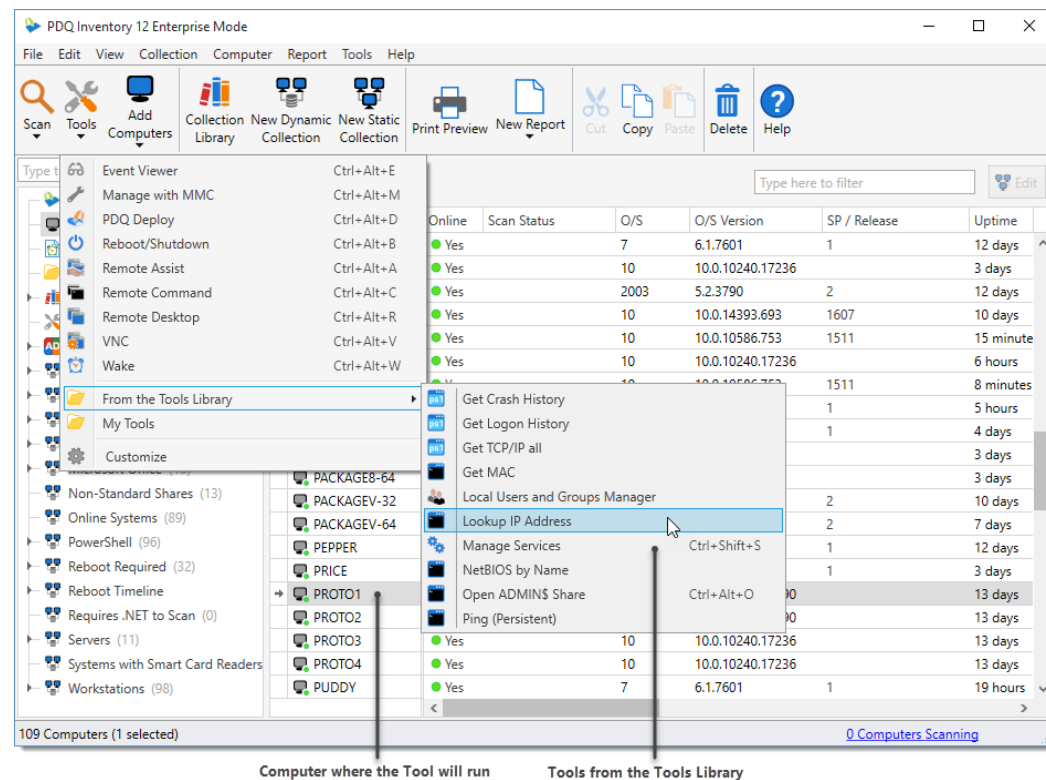 PDQ Inventory 12 Enterprise Mode
File Edit View Collection Computer Report Tools Help
Scan Tools Add Computers Collection Library New Dynamic Collection New Static Collection Print Preview New Report Cut Copy Paste Delete Help
Type t
Type here to filter Edit
Event Viewer Ctrl+Alt+E
Manage with MMC Ctrl+Alt+M
PDQ Deploy Ctrl+Alt+D
Reboot/Shutdown Ctrl+Alt+B
Remote Assist Ctrl+Alt+A
Remote Command Ctrl+Alt+C
Remote Desktop Ctrl+Alt+R
VNC Ctrl+Alt+V
Wake Ctrl+Alt+W
From the Tools Library
My Tools
Customize
Online Scan Status O/S O/S Version SP / Release Uptime
Yes 7 6.1.7601 1 12 days
Yes 10 10.0.10240.17236 3 days
Yes 2003 5.2.3790 2 12 days
Yes 10 10.0.14393.693 1607 10 days
Yes 10 10.0.10586.753 1511 15 minute
Yes 10 10.0.10240.17236 6 hours
1511 8 minutes
1 5 hours
1 4 days
3 days
PACKAGE8-64 3 days
Get Crash History
Get Logon History
Get TCP/IP all
Get MAC
Local Users and Groups Manager
Lookup IP Address
Manage Services Ctrl+Shift+S
NetBIOS by Name
Open ADMIN$ Share Ctrl+Alt+O
Ping (Persistent)
Non-Standard Shares (13) PACKAGEV-32 2 10 days
Online Systems (89) PACKAGEV-64 2 7 days
PowerShell (96) PEPPER 1 12 days
Reboot Required (32) PRICE 1 3 days
Reboot Timeline PROTO1 90 13 days
Requires .NET to Scan (0) PROTO2 90 13 days
Servers (11) PROTO3 Yes 10 10.0.10240.17236 13 days
Systems with Smart Card Readers PROTO4 Yes 10 10.0.10240.17236 13 days
Workstations (98) PUDDY Yes 7 6.1.7601 1 19 hours
109 Computers (1 selected) 0 Computers Scanning
Computer where the Tool will run Tools from the Tools Library